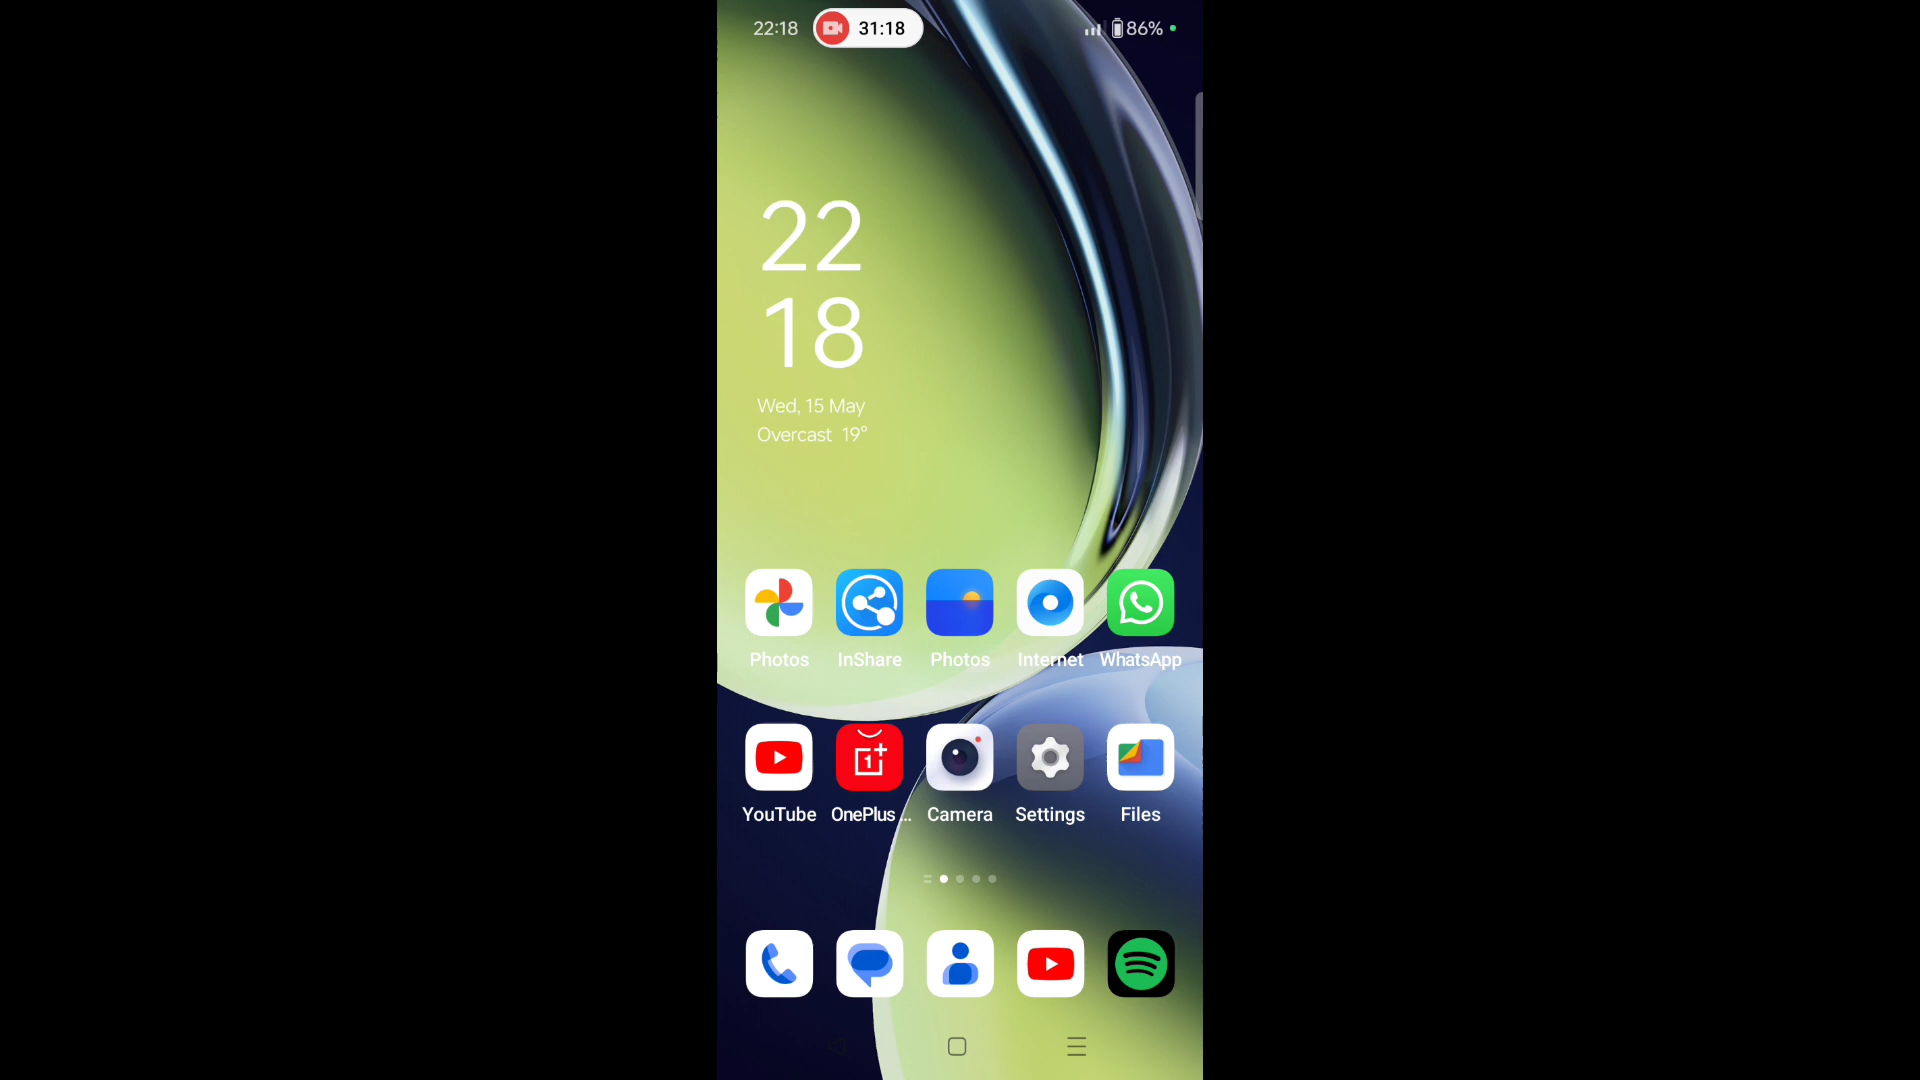 22:18 31:18 86%
22
18
Wed, 15 May
Overcast 19°
Photos InShare Photos Internet WhatsApp
1+
YouTube OnePlus ... Camera Settings Files